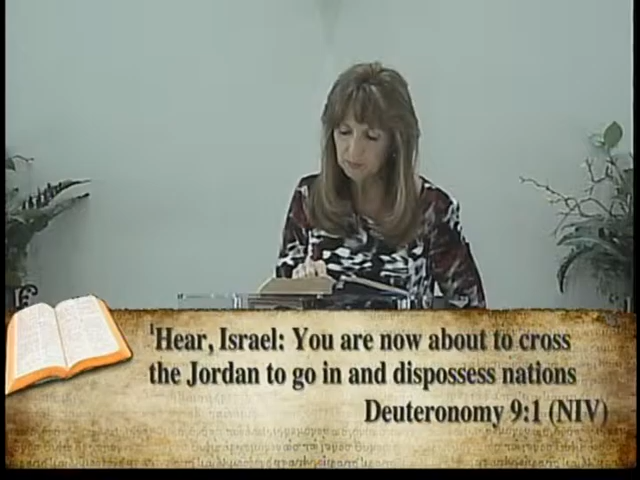 ¹Hear, Israel: You are now about to cross
the Jordan to go in and dispossess nations
Deuteronomy 9:1 (NIV)